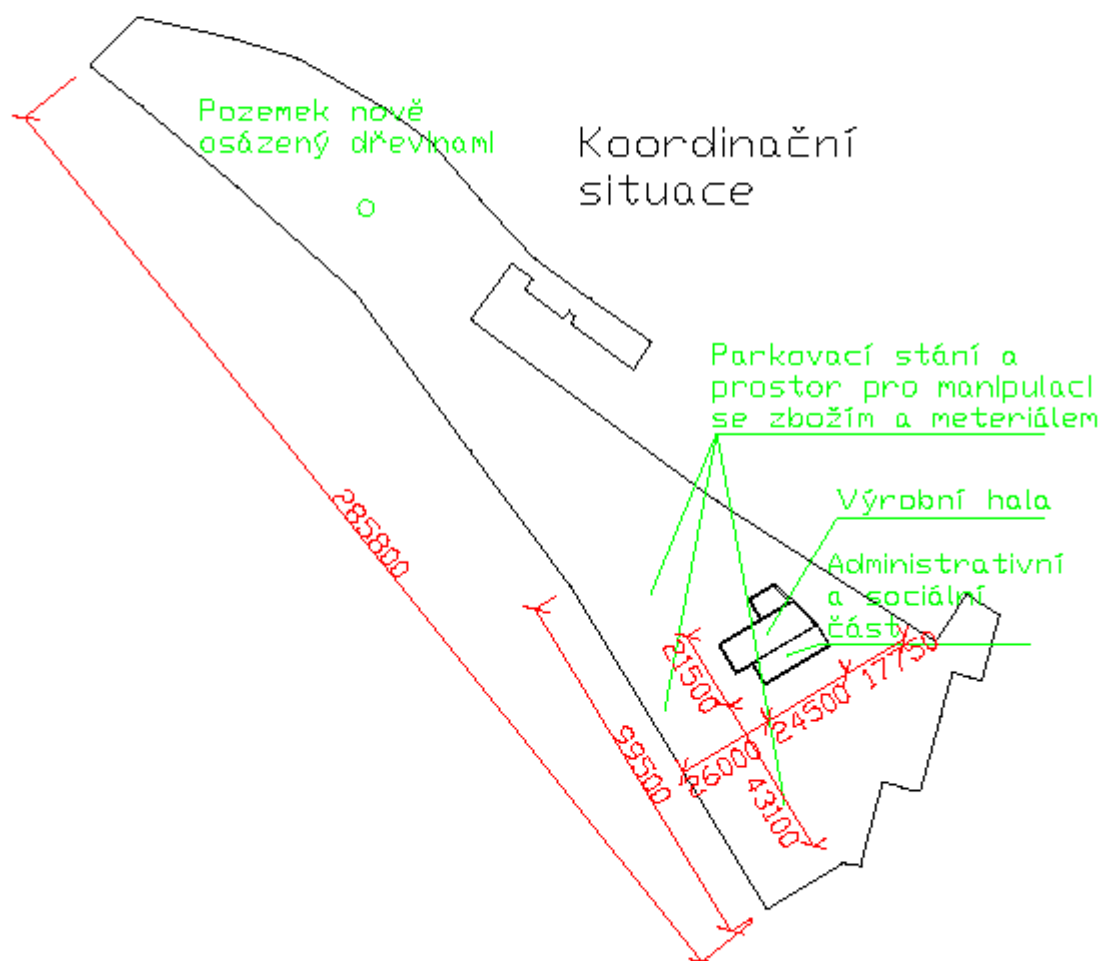 Pozemek nově
osázený dřevinami
Koordinační
situace
Parkovací stání a
prostor pro manipulaci
se zbožím a meteriálem
Výrobní hala
Administrativní
a sociální
část
285800
99500
21500
26000
24500
17750
43100